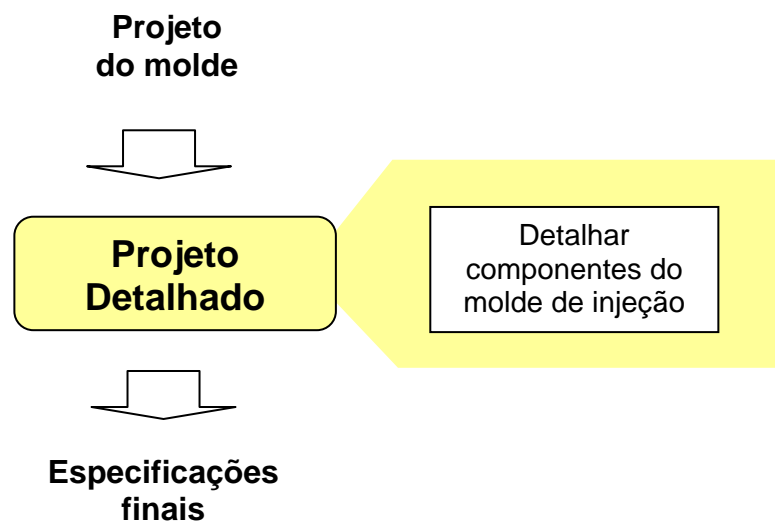 Projeto
do molde
Projeto
Detalhado
Detalhar
componentes do
molde de injeção
Especificações
finais